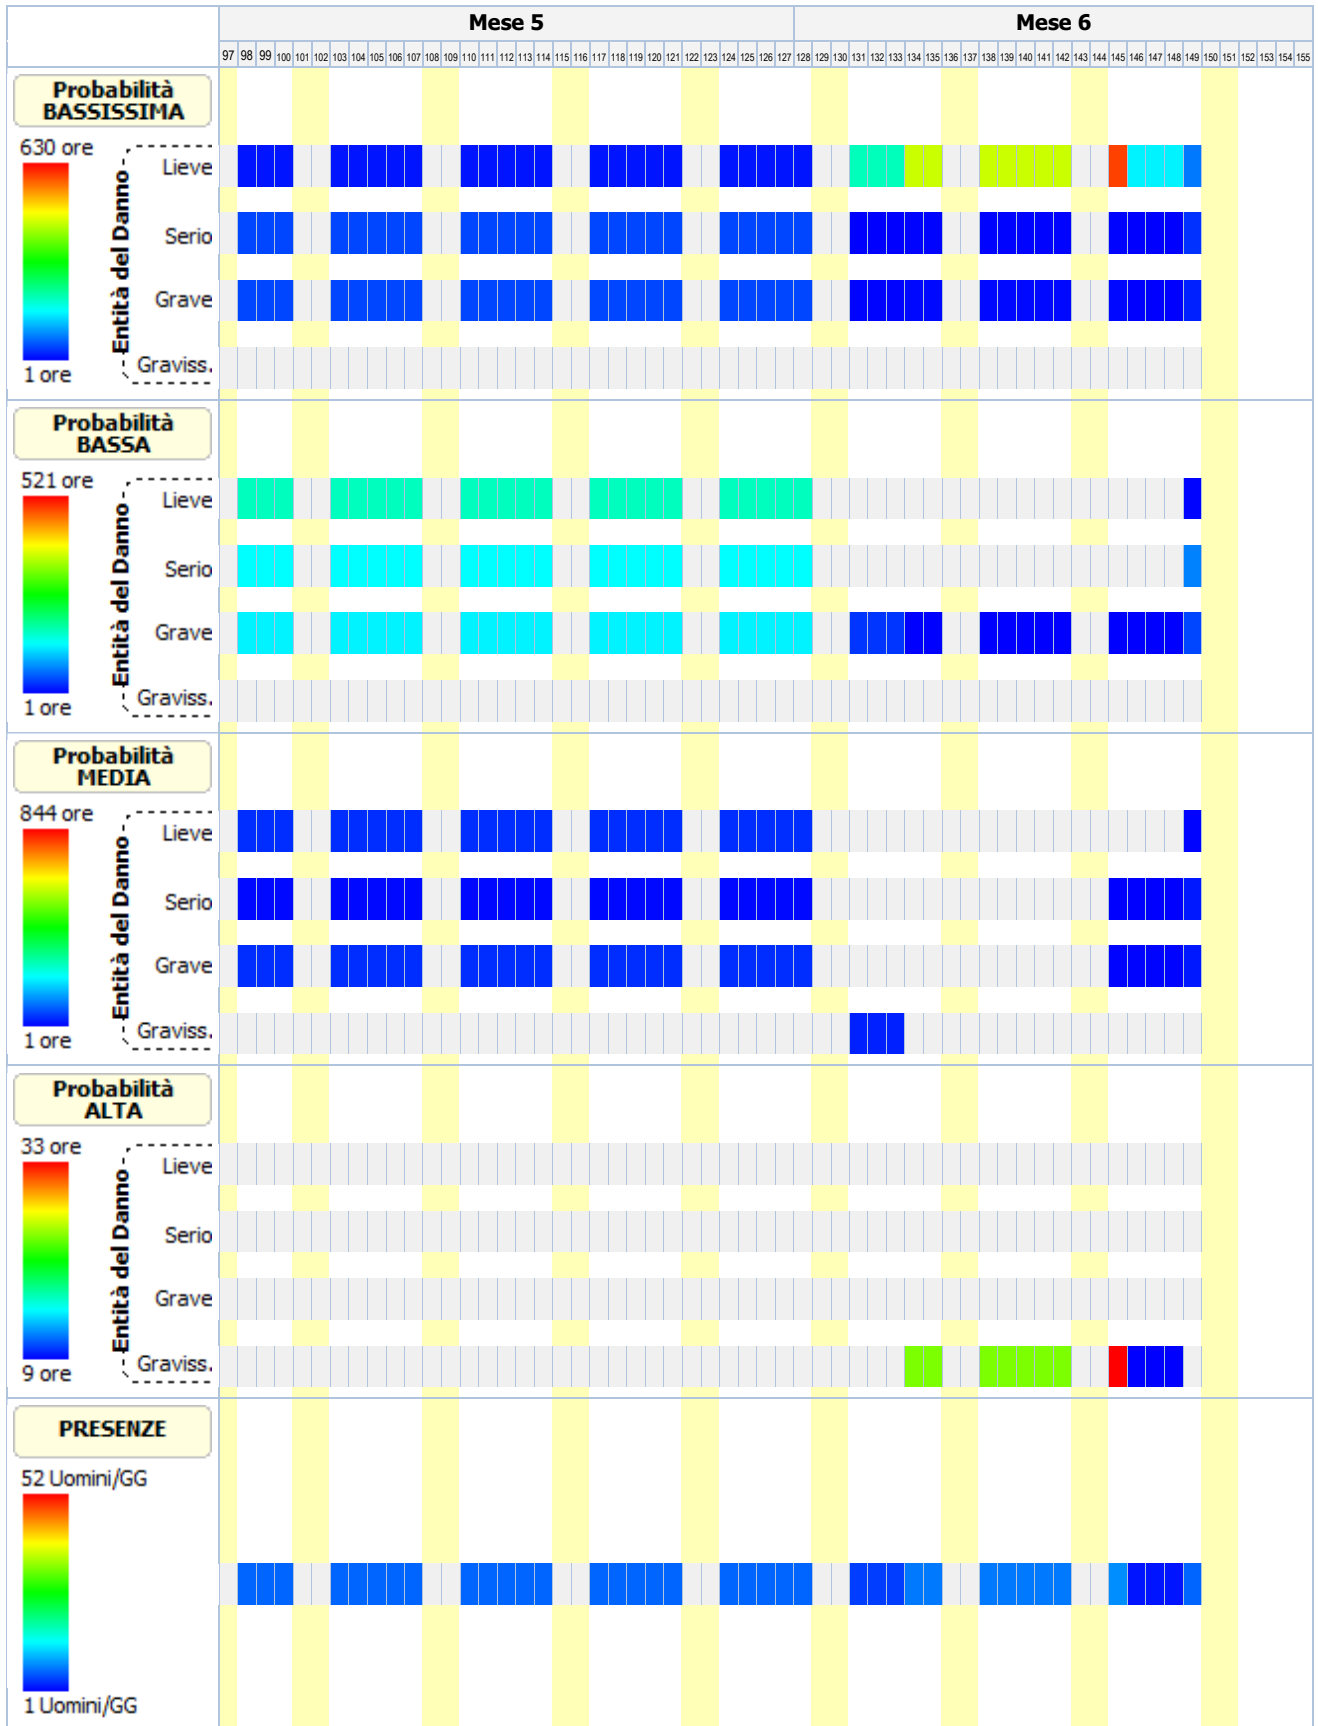 Mese 5 Mese 6
97 98 99 100 101 102 103 104 105 106 107 108 109 110 111 112 113 114 115 116 117 118 119 120 121 122 123 124 125 126 127 128 129 130 131 132 133 134 135 136 137 138 139 140 141 142 143 144 145 146 147 148 149 150 151 152 153 154 155
Probabilità
BASSISSIMA
630 ore
1 ore
Entità del Danno
Lieve
Serio
Grave
Graviss.
Probabilità
BASSA
521 ore
1 ore
Entità del Danno
Lieve
Serio
Grave
Graviss.
Probabilità
MEDIA
844 ore
1 ore
Entità del Danno
Lieve
Serio
Grave
Graviss.
Probabilità
ALTA
33 ore
9 ore
Entità del Danno
Lieve
Serio
Grave
Graviss.
PRESENZE
52 Uomini/GG
1 Uomini/GG